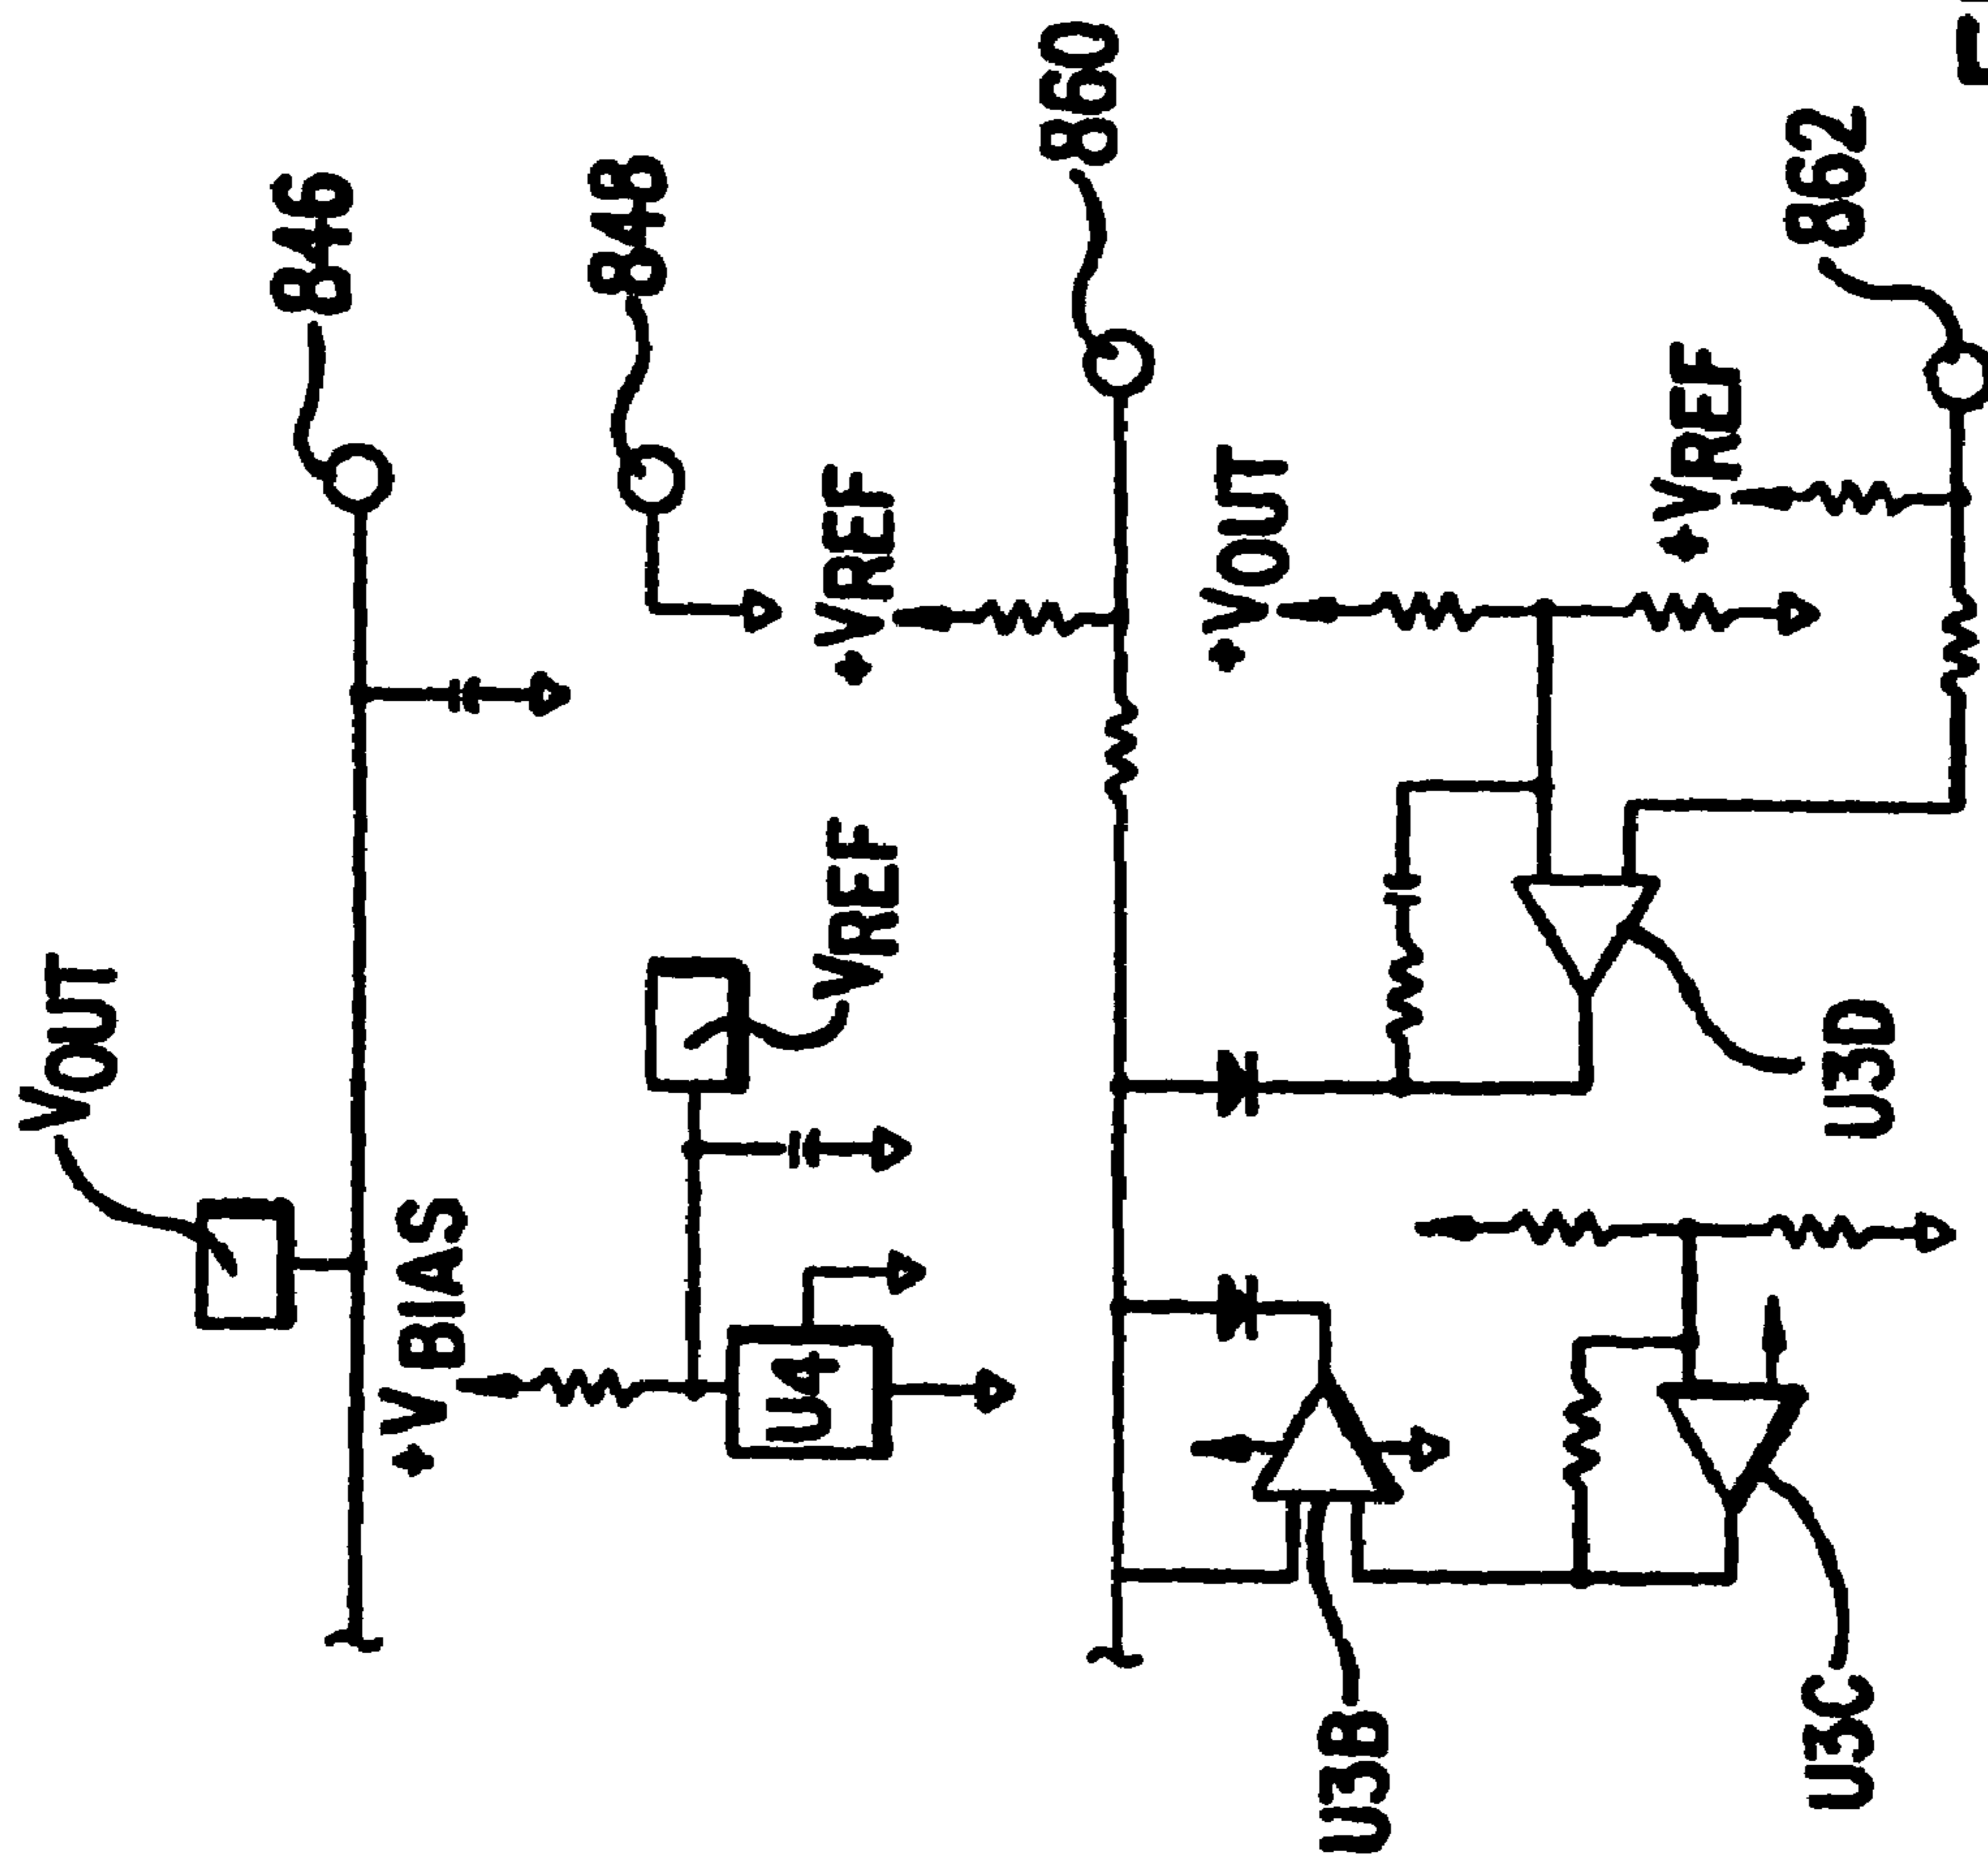 VOUT
846
848
+VBIAS
U4
VREF
+VREF
860
+VOUT
+VREF
862
U3B
U3D
U3C